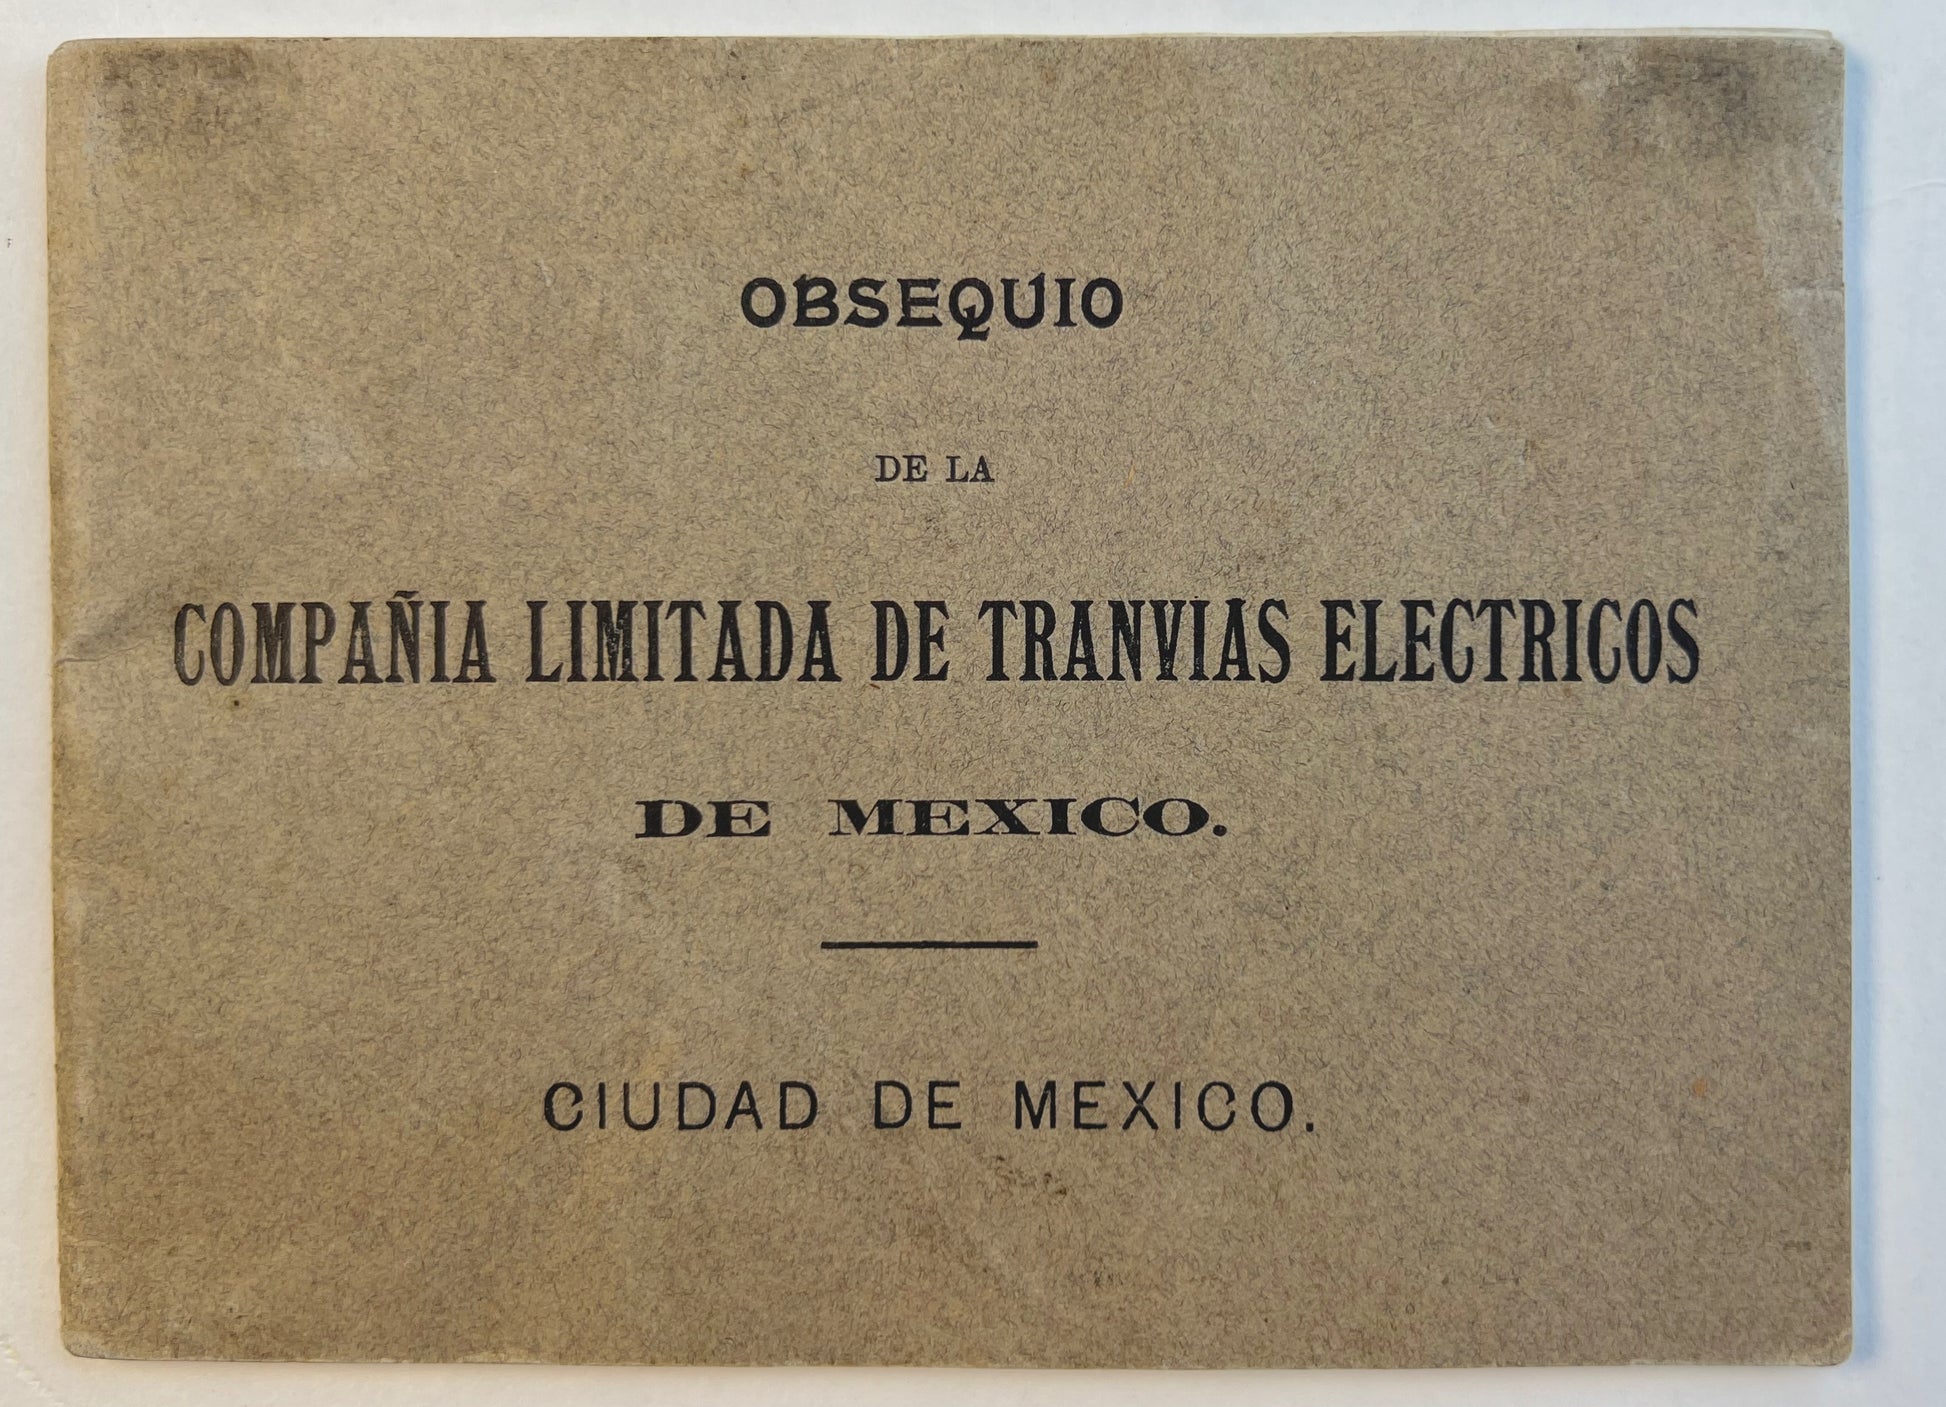 OBSEQUIO
DE LA
COMPAÑIA LIMITADA DE TRANVIAS ELECTRICOS
DE MEXICO.
CIUDAD DE MEXICO.